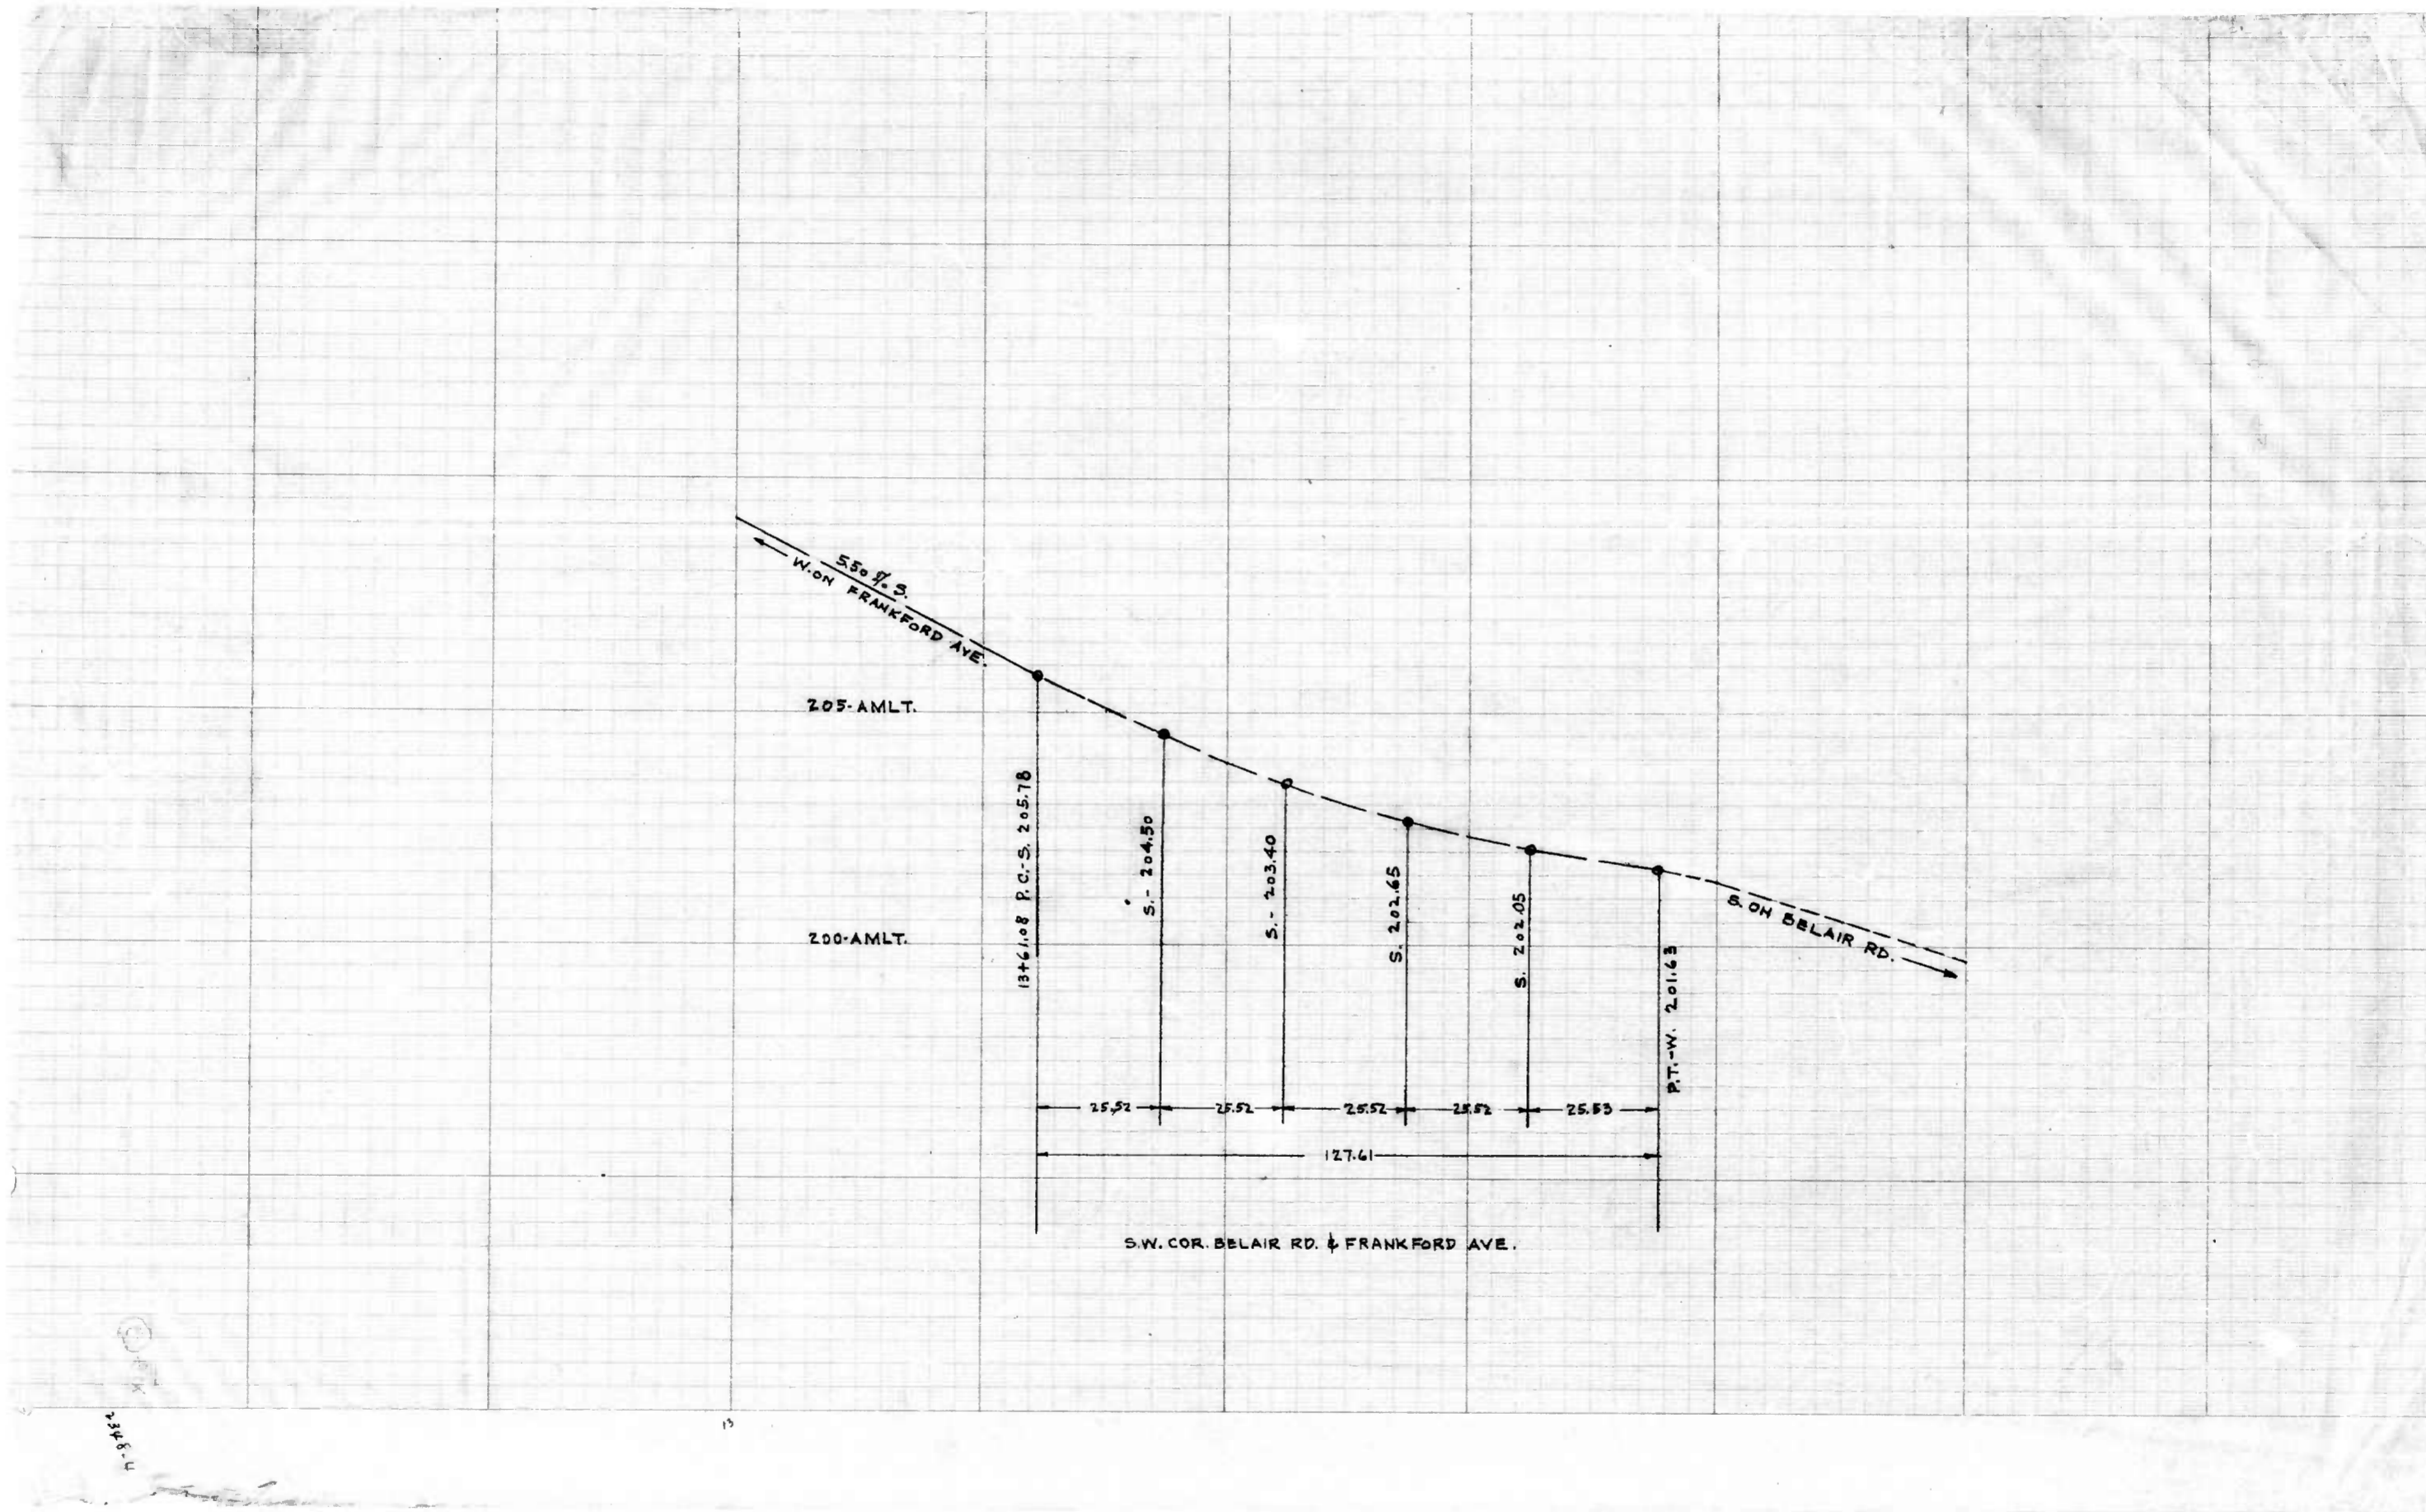 5.50 % S.
W. ON FRANKFORD AVE.
205-AMLT.
200-AMLT.
13+61.08 P.C.-S. 205.78
S.- 204.50
S.- 203.40
S. 202.65
S. 202.05
P.T.-W. 201.63
S. ON BELAIR RD.
25.52
25.52
25.52
25.52
25.53
127.61
S.W. COR. BELAIR RD. & FRANKFORD AVE.
13